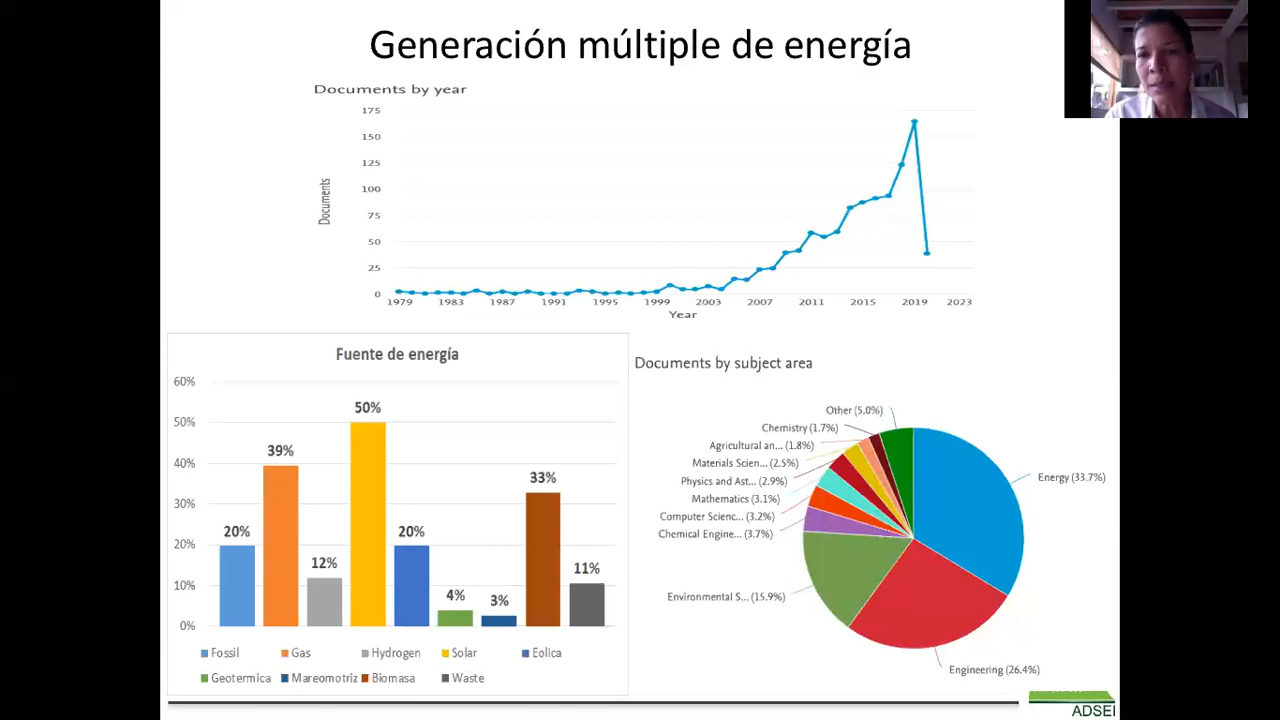 Generación múltiple de energía
Documents by year
175
150
125
100
75
50
25
0
Documents
1979 1983 1987 1991 1995 1999 2003 2007 2011 2015 2019 2023
Year
Fuente de energía
60%
50%
40%
30%
20%
10%
0%
20% 39% 12% 50% 20% 4% 3% 33% 11%
Fossil Gas Hydrogen Solar Eolica
Geotermica Mareomotriz Biomasa Waste
Documents by subject area
Other (5.0%)
Chemistry (1.7%)
Agricultural an... (1.8%)
Materials Scien... (2.5%)
Physics and Ast... (2.9%)
Mathematics (3.1%)
Computer Scienc... (3.2%)
Chemical Engine... (3.7%)
Environmental S... (15.9%)
Energy (33.7%)
Engineering (26.4%)
ADSEI